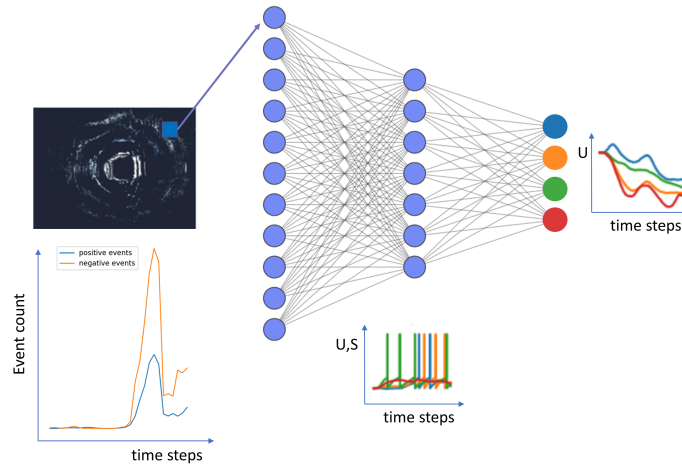 U
time steps
positive events
negative events
Event count
time steps
U,S
time steps